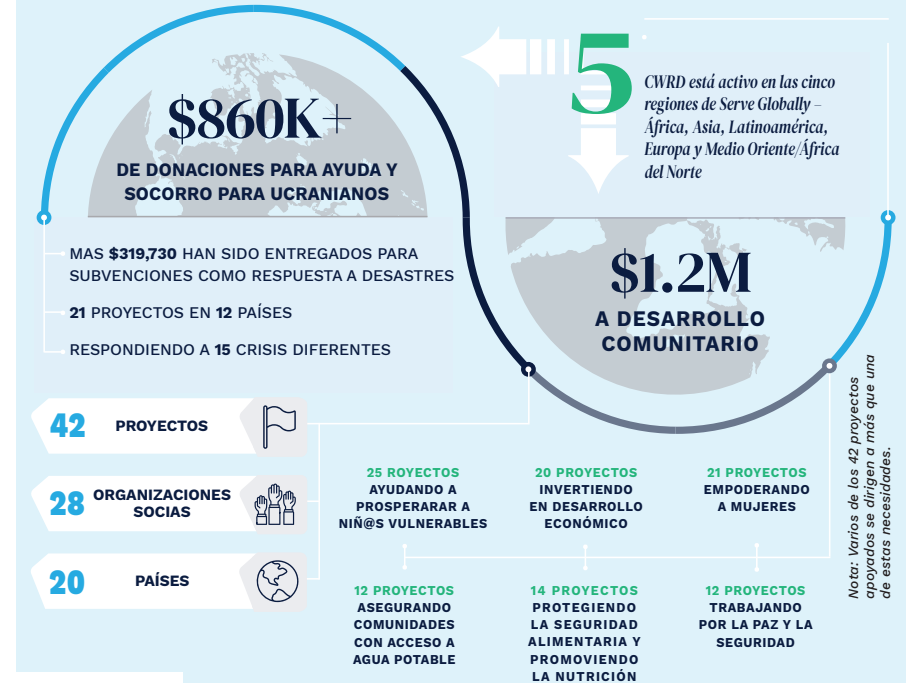 $860K+
DE DONACIONES PARA AYUDA Y
SOCORRO PARA UCRANIANOS
MAS $319,730 HAN SIDO ENTREGADOS PARA
SUBVENCIONES COMO RESPUESTA A DESASTRES
21 PROYECTOS EN 12 PAÍSES
RESPONDIENDO A 15 CRISIS DIFERENTES
5
CWRD está activo en las cinco
regiones de Serve Globally –
África, Asia, Latinoamérica,
Europa y Medio Oriente/África
del Norte
$1.2M
A DESARROLLO
COMUNITARIO
42 PROYECTOS
28 ORGANIZACIONES
SOCIAS
20 PAÍSES
25 ROYECTOS
AYUDANDO A
PROSPERARAR A
NIÑ@S VULNERABLES
20 PROYECTOS
INVERTIENDO
EN DESARROLLO
ECONÓMICO
21 PROYECTOS
EMPODERANDO
A MUJERES
12 PROYECTOS
ASEGURANDO
COMUNIDADES
CON ACCESO A
AGUA POTABLE
14 PROYECTOS
PROTEGIENDO
LA SEGURIDAD
ALIMENTARIA Y
PROMOVIENDO
LA NUTRICIÓN
12 PROYECTOS
TRABAJANDO
POR LA PAZ Y LA
SEGURIDAD
Nota: Varios de los 42 proyectos
apoyados se dirigen a más que una
de estas necesidades.